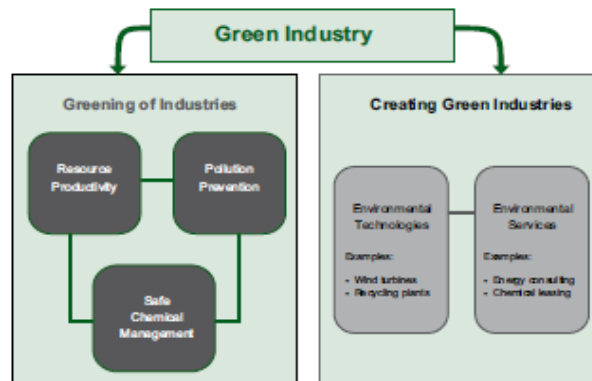 Green Industry
Greening of Industries
Resource
Productivity
Pollution
Prevention
Safe
Chemical
Management
Creating Green Industries
Environmental
Technologies
Examples:
• Wind turbines
• Recycling plants
Environmental
Services
Examples:
• Energy consulting
• Chemical leasing